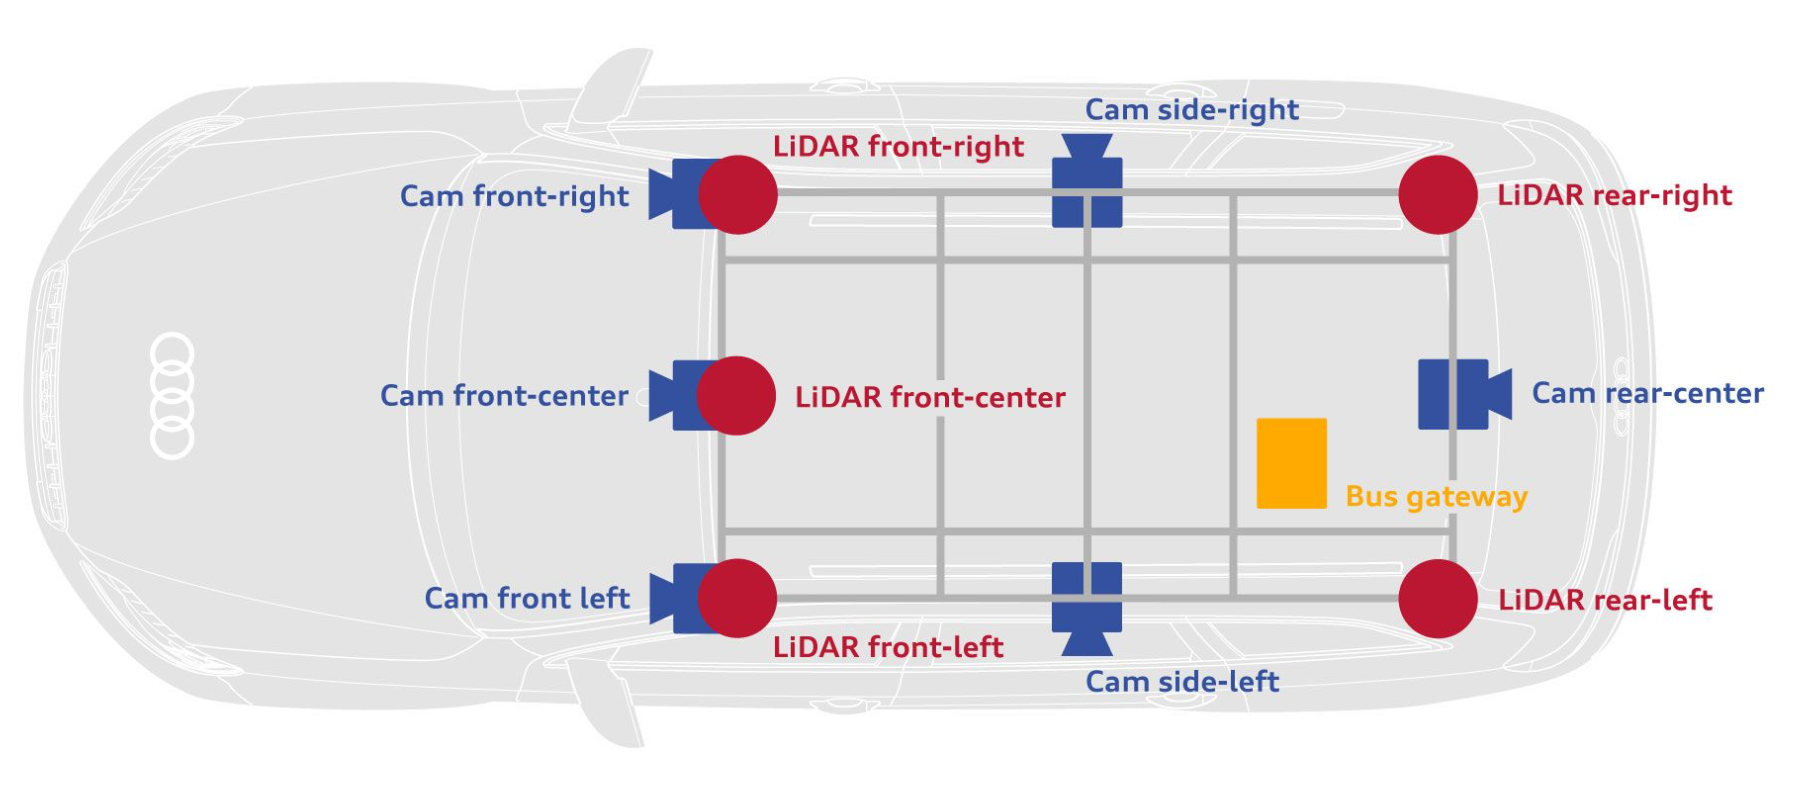 Cam side-right
LiDAR front-right
Cam front-right
LiDAR rear-right
Cam front-center
LiDAR front-center
Cam rear-center
Bus gateway
Cam front left
LiDAR rear-left
LiDAR front-left
Cam side-left